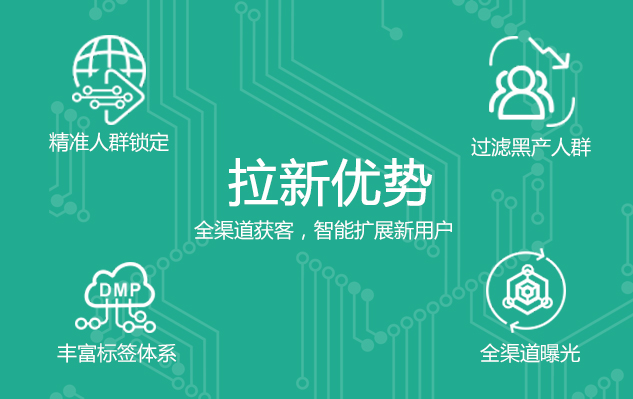 精准人群锁定
过滤黑产人群
拉新优势
全渠道获客，智能扩展新用户
DMP
丰富标签体系
全渠道曝光